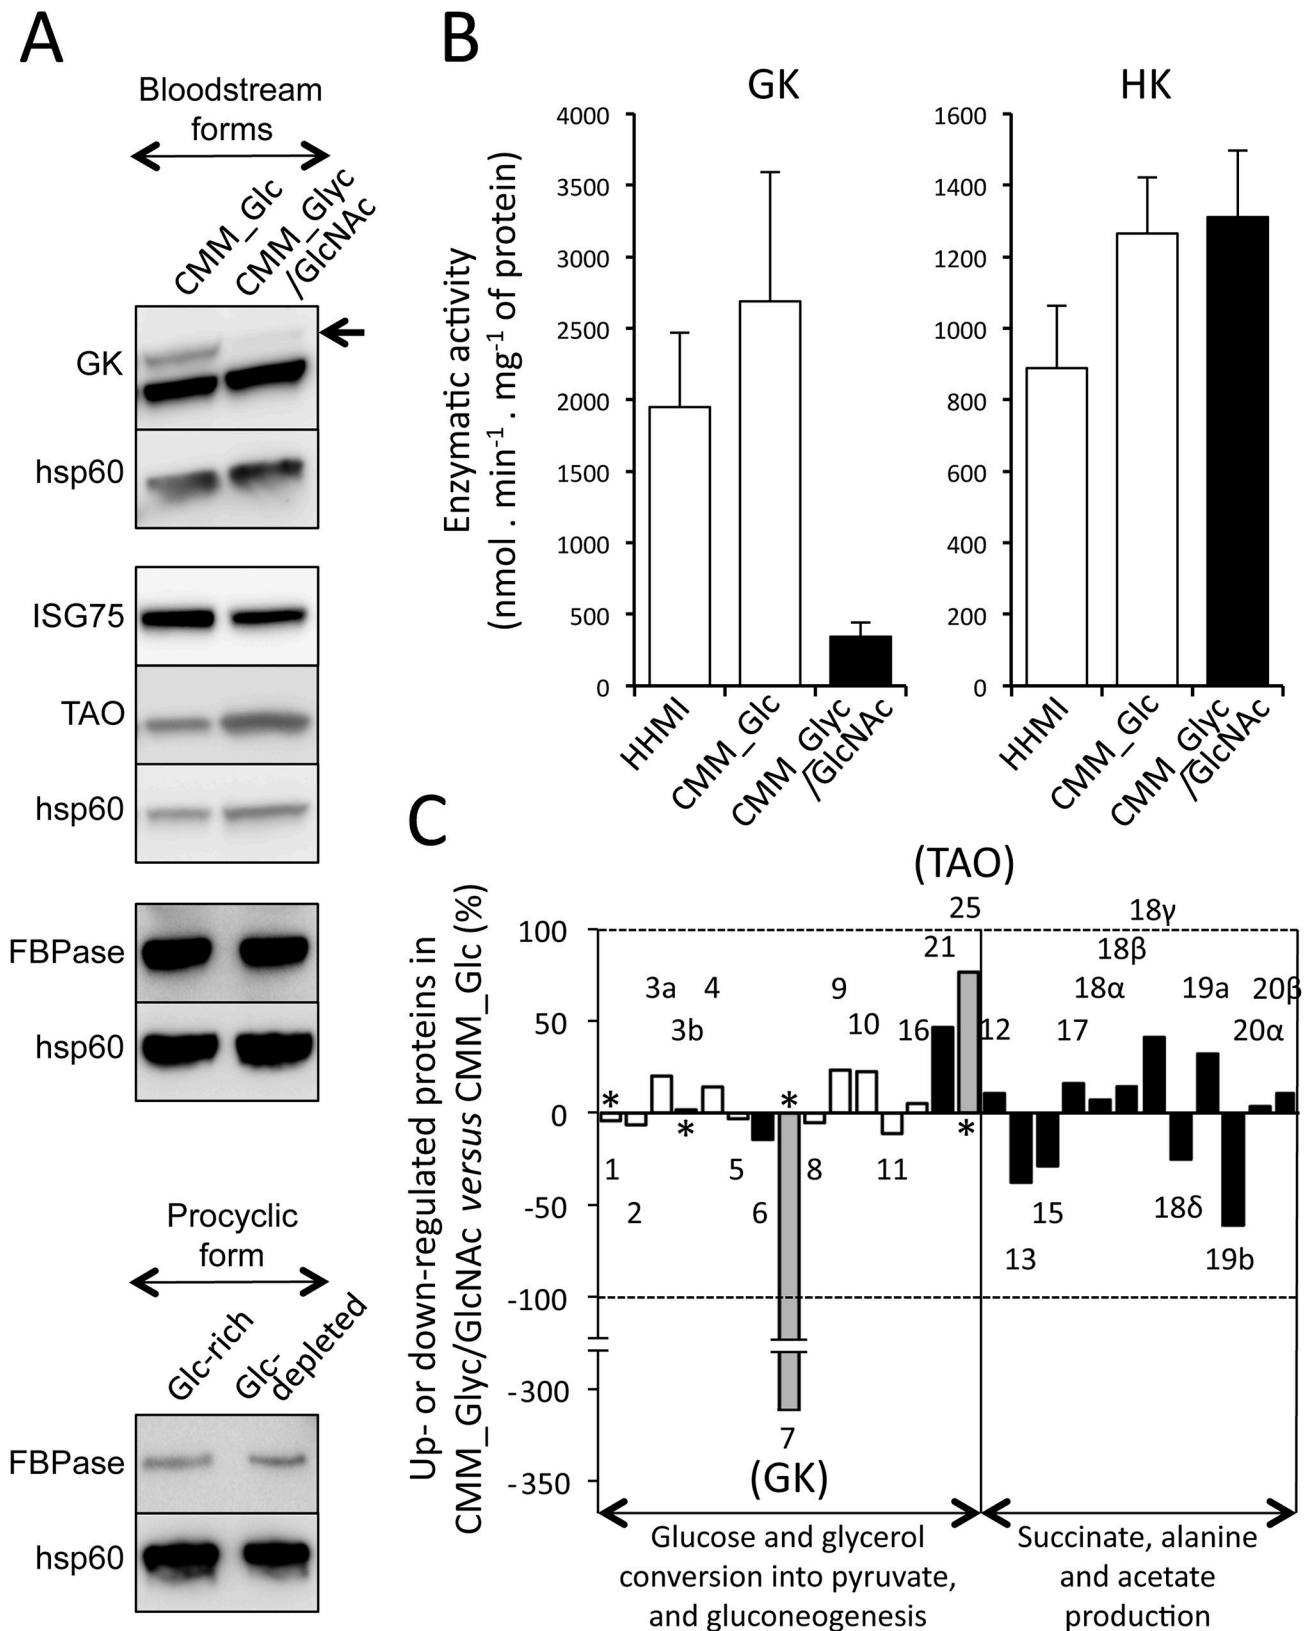 A
Bloodstream
forms
CMM_Glc
CMM_Glyc
/GlcNAc
GK
hsp60
ISG75
TAO
hsp60
FBPase
hsp60
Procyclic
form
Glc-rich
Glc-
depleted
FBPase
hsp60
B
GK
Enzymatic activity
(nmol . min⁻¹ . mg⁻¹ of protein)
4000
3500
3000
2500
2000
1500
1000
500
0
HHMI
CMM_Glc
CMM_Glyc
/GlcNAc
HK
1600
1400
1200
1000
800
600
400
200
0
HHMI
CMM_Glc
CMM_Glyc
/GlcNAc
C
Up- or down-regulated proteins in
CMM_Glyc/GlcNAc versus CMM_Glc (%)
100
50
0
-50
-100
-300
-350
(TAO)
25
18γ
21
18β
3a
4
9
18α
19a
20β
3b
10
16
12
17
20α
*
*
*
*
1
5
8
11
2
6
15
18δ
13
19b
7
(GK)
Glucose and glycerol
conversion into pyruvate,
and gluconeogenesis
Succinate, alanine
and acetate
production